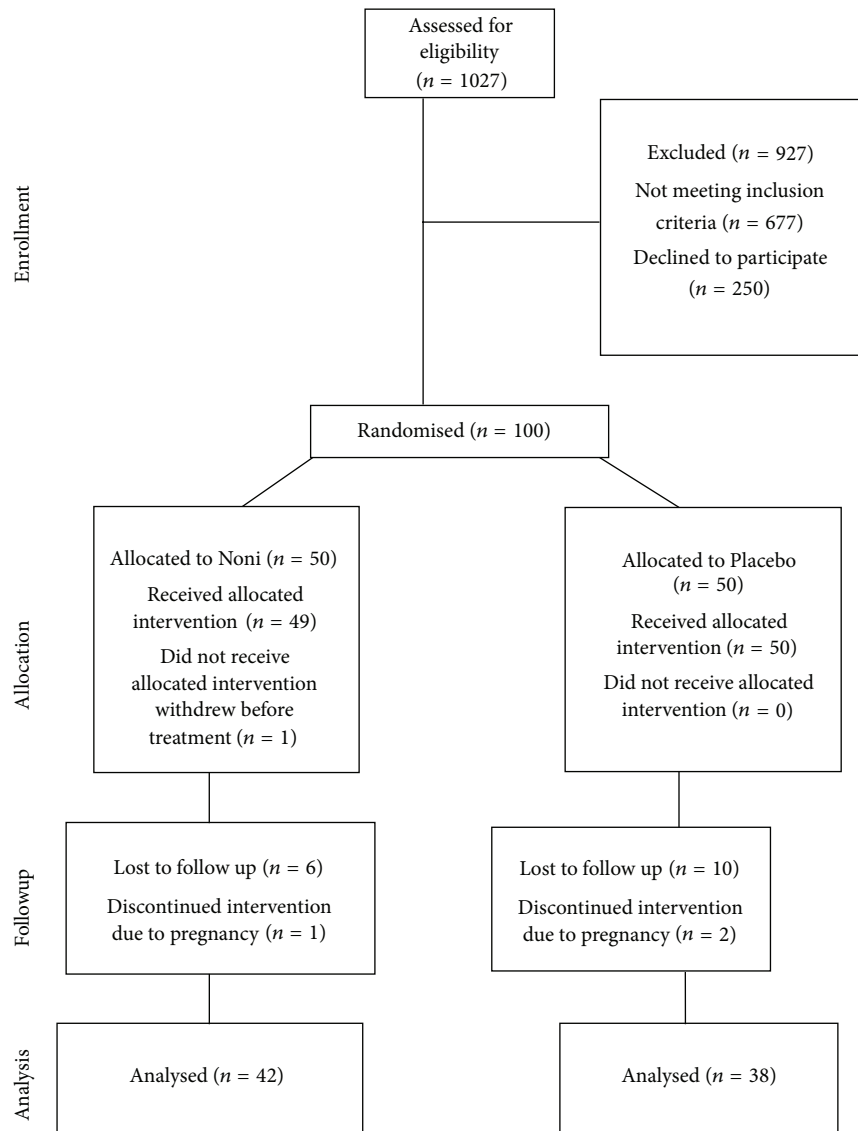 Assessed for
eligibility
(n = 1027)
Enrollment
Excluded (n = 927)
Not meeting inclusion
criteria (n = 677)
Declined to participate
(n = 250)
Randomised (n = 100)
Allocation
Allocated to Noni (n = 50)
Received allocated
intervention (n = 49)
Did not receive
allocated intervention
withdrew before
treatment (n = 1)
Allocated to Placebo
(n = 50)
Received allocated
intervention (n = 50)
Did not receive allocated
intervention (n = 0)
Followup
Lost to follow up (n = 6)
Discontinued intervention
due to pregnancy (n = 1)
Lost to follow up (n = 10)
Discontinued intervention
due to pregnancy (n = 2)
Analysis
Analysed (n = 42)
Analysed (n = 38)